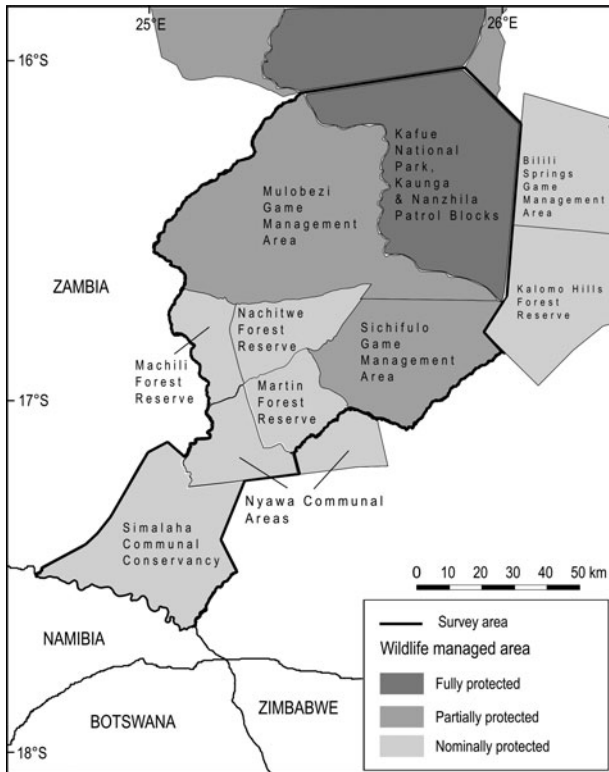 25°E
26°E
16°S
Kafue
National
Park,
Kaunga
& Nanzhila
Patrol Blocks
Bilili
Springs
Game
Management
Area
Mulobezi
Game
Management
Area
ZAMBIA
Kalomo Hills
Forest
Reserve
Nachitwe
Forest
Reserve
Sichifulo
Game
Management
Area
Machili
Forest
Reserve
Martin
Forest
Reserve
17°S
Nyawa Communal
Areas
Simalaha
Communal
Conservancy
0 10 20 30 40 50 km
NAMIBIA
BOTSWANA
ZIMBABWE
18°S
Survey area
Wildlife managed area
Fully protected
Partially protected
Nominally protected